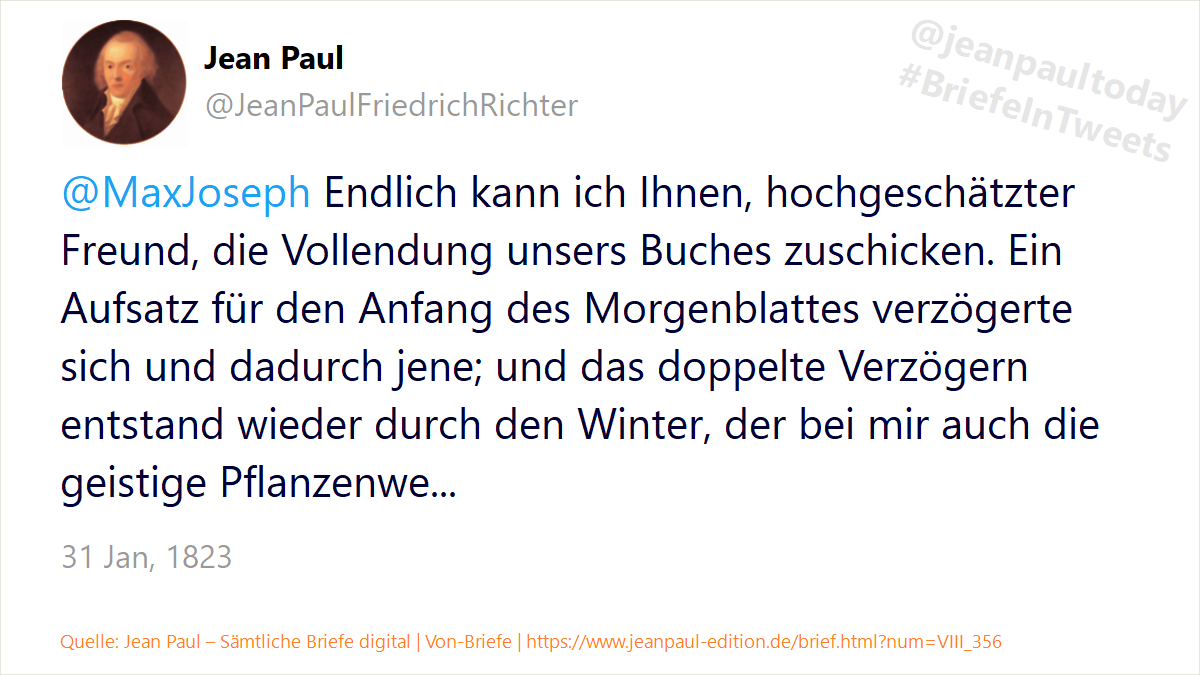 Jean Paul
@JeanPaulFriedrichRichter
@jeanpaultoday
#BriefeInTweets
@MaxJoseph Endlich kann ich Ihnen, hochgeschätzter
Freund, die Vollendung unsers Buches zuschicken. Ein
Aufsatz für den Anfang des Morgenblattes verzögerte
sich und dadurch jene; und das doppelte Verzögern
entstand wieder durch den Winter, der bei mir auch die
geistige Pflanzenwe...
31 Jan, 1823
Quelle: Jean Paul – Sämtliche Briefe digital | Von-Briefe | https://www.jeanpaul-edition.de/brief.html?num=VIII_356